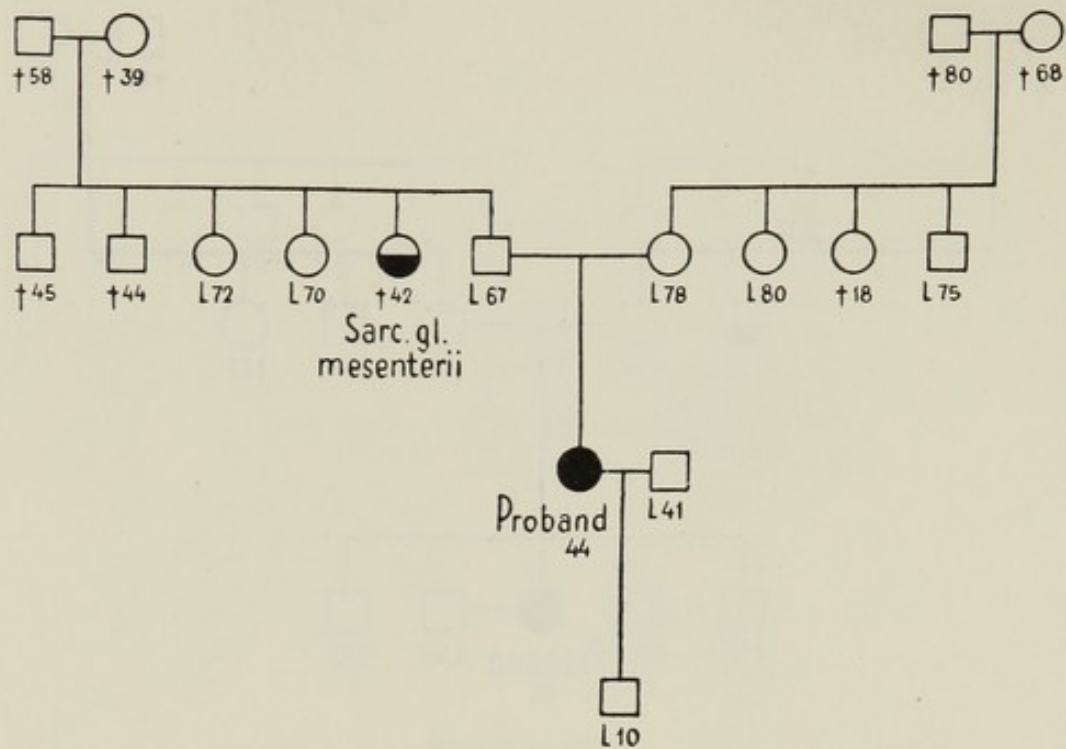 †58 †39 †80 †68
†45 †44 L72 L70 †42 L67 L78 L80 †18 L75
Sarc. gl.
mesenterii
Proband L41
44
L10